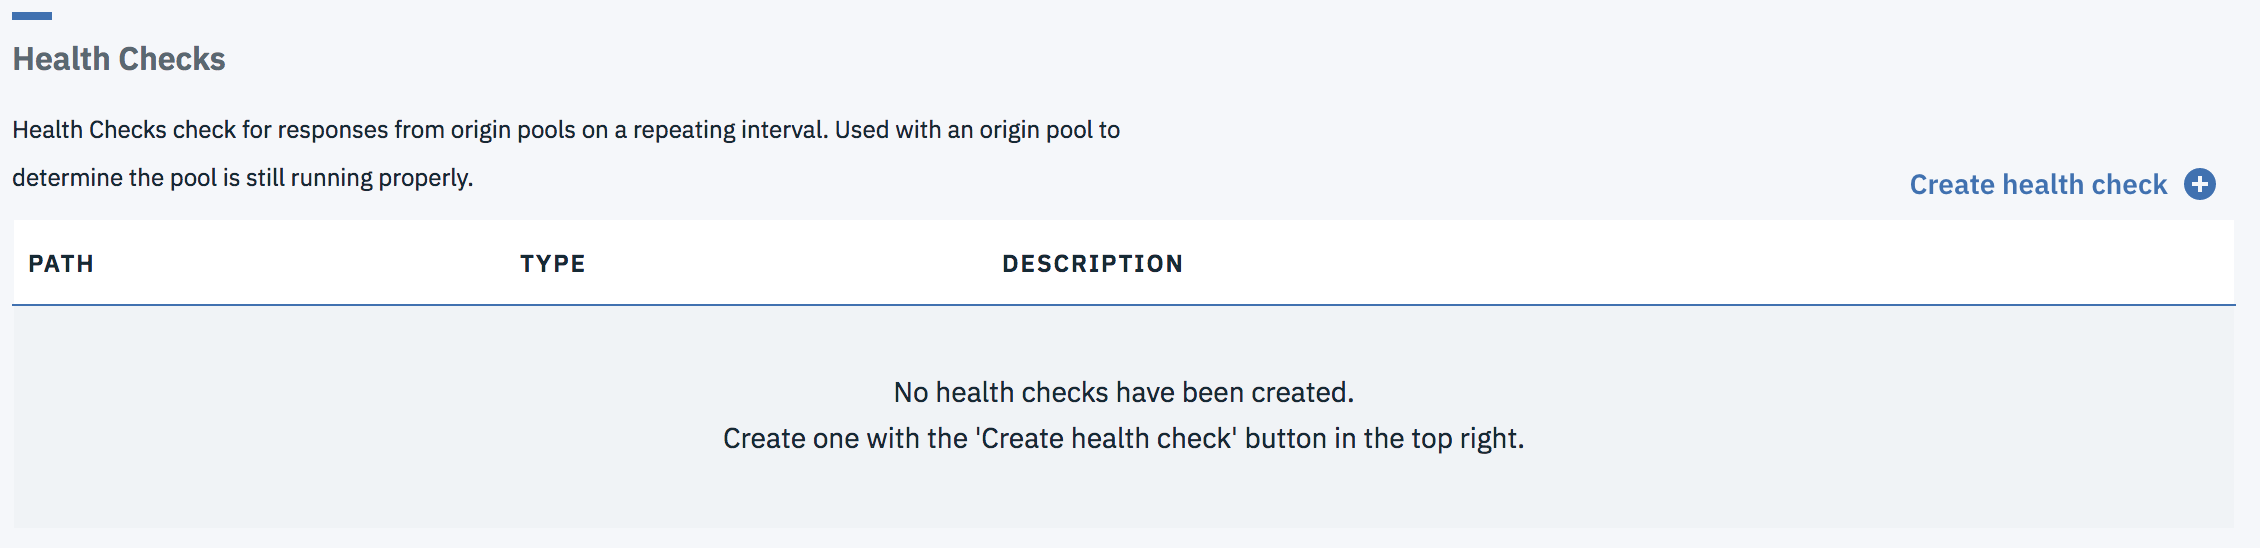 Health Checks
Health Checks check for responses from origin pools on a repeating interval. Used with an origin pool to
determine the pool is still running properly.
Create health check
PATH TYPE DESCRIPTION
No health checks have been created.
Create one with the 'Create health check' button in the top right.